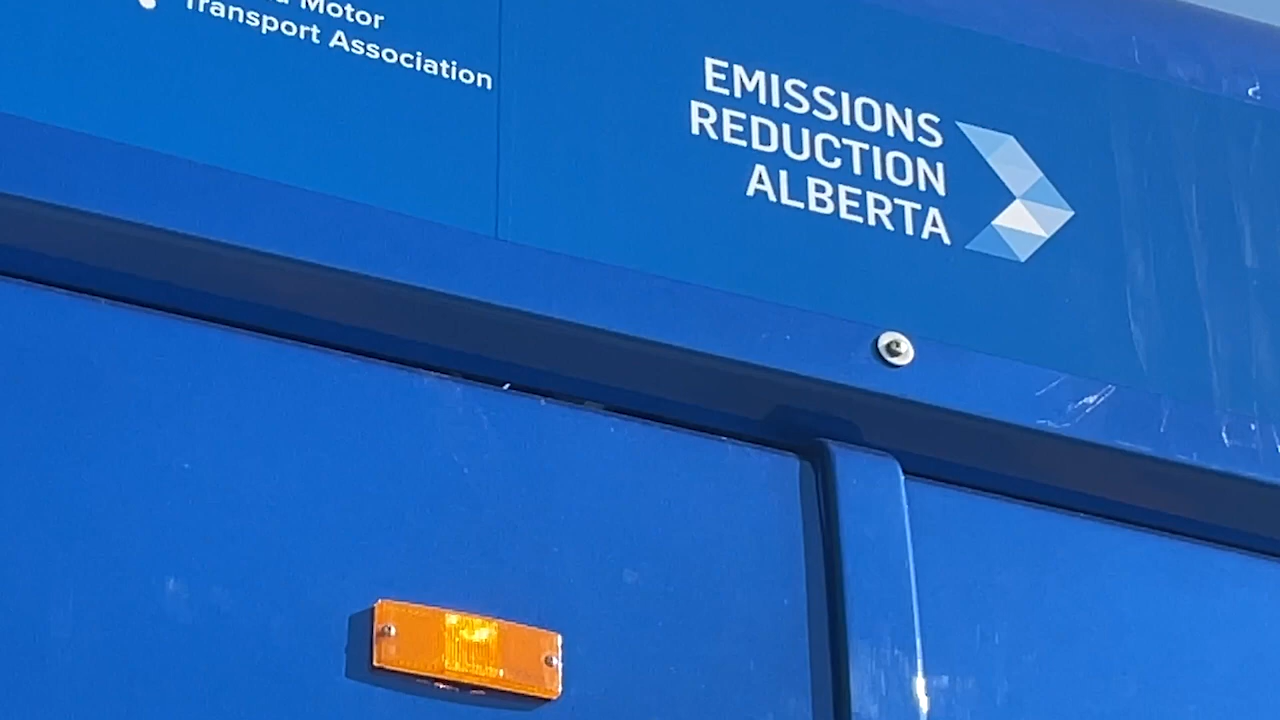 Motor
Transport Association
EMISSIONS
REDUCTION
ALBERTA